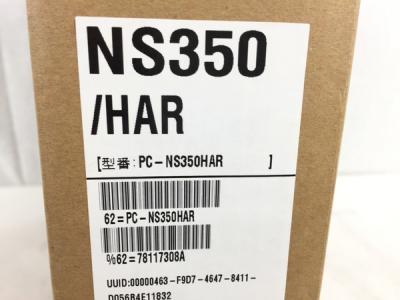 NS350
/HAR
[型番:PC-NS350HAR ]
62=PC-NS350HAR
%62=78117308A
UUID:00000463-F9D7-4647-8411-
D056B4E11832